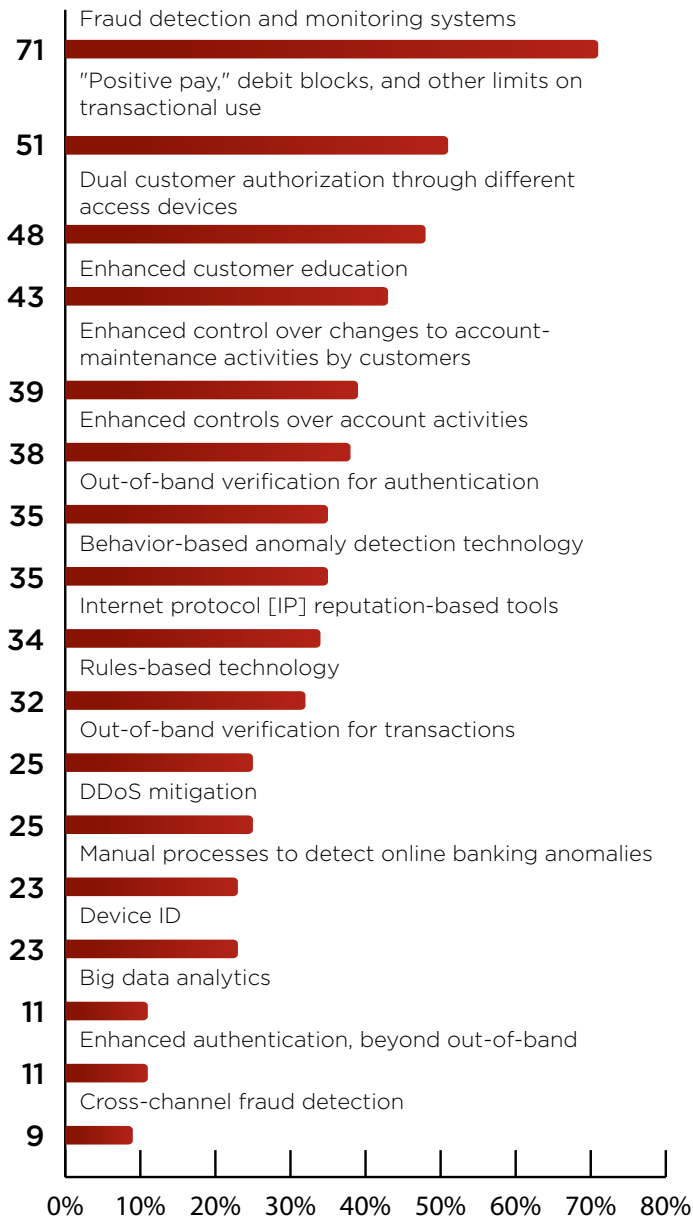 Fraud detection and monitoring systems
71
"Positive pay," debit blocks, and other limits on
transactional use
51
Dual customer authorization through different
access devices
48
Enhanced customer education
43
Enhanced control over changes to account-
maintenance activities by customers
39
Enhanced controls over account activities
38
Out-of-band verification for authentication
35
Behavior-based anomaly detection technology
35
Internet protocol [IP] reputation-based tools
34
Rules-based technology
32
Out-of-band verification for transactions
25
DDoS mitigation
25
Manual processes to detect online banking anomalies
23
Device ID
23
Big data analytics
11
Enhanced authentication, beyond out-of-band
11
Cross-channel fraud detection
9
0% 10% 20% 30% 40% 50% 60% 70% 80%